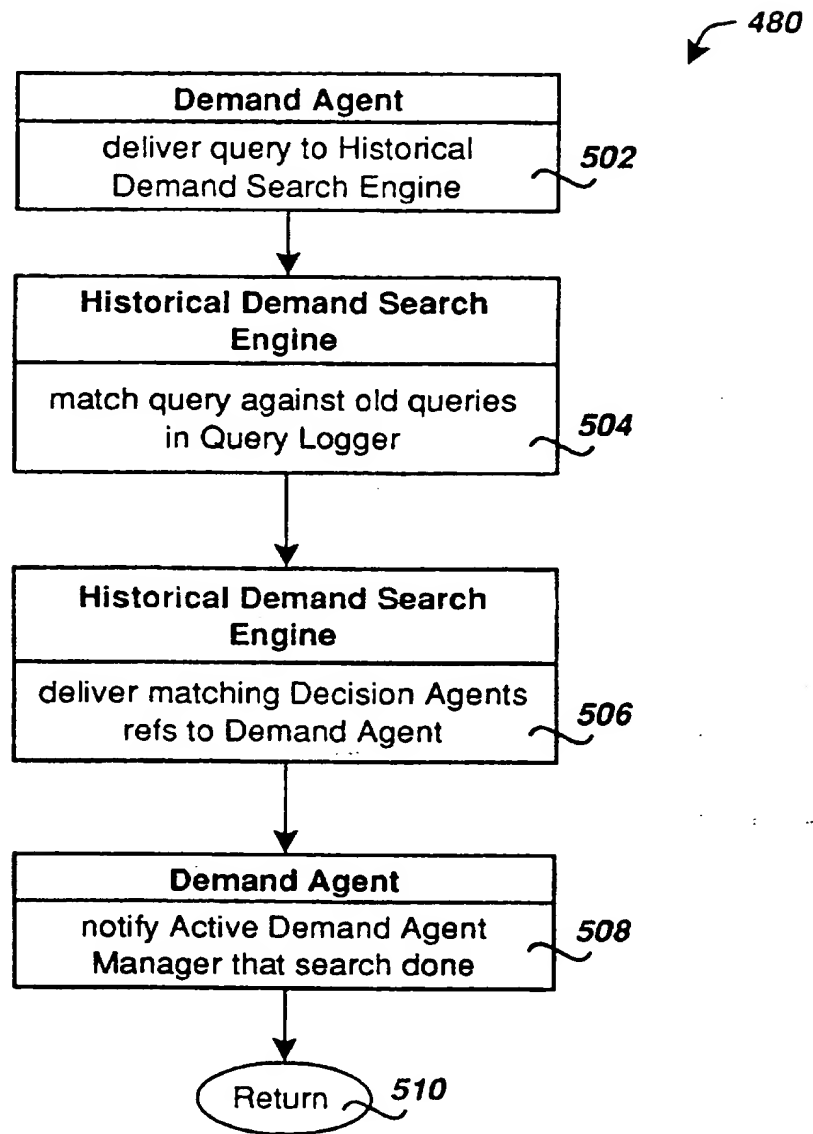 480
Demand Agent
deliver query to Historical
Demand Search Engine
502
Historical Demand Search
Engine
match query against old queries
in Query Logger
504
Historical Demand Search
Engine
deliver matching Decision Agents
refs to Demand Agent
506
Demand Agent
notify Active Demand Agent
Manager that search done
508
Return
510